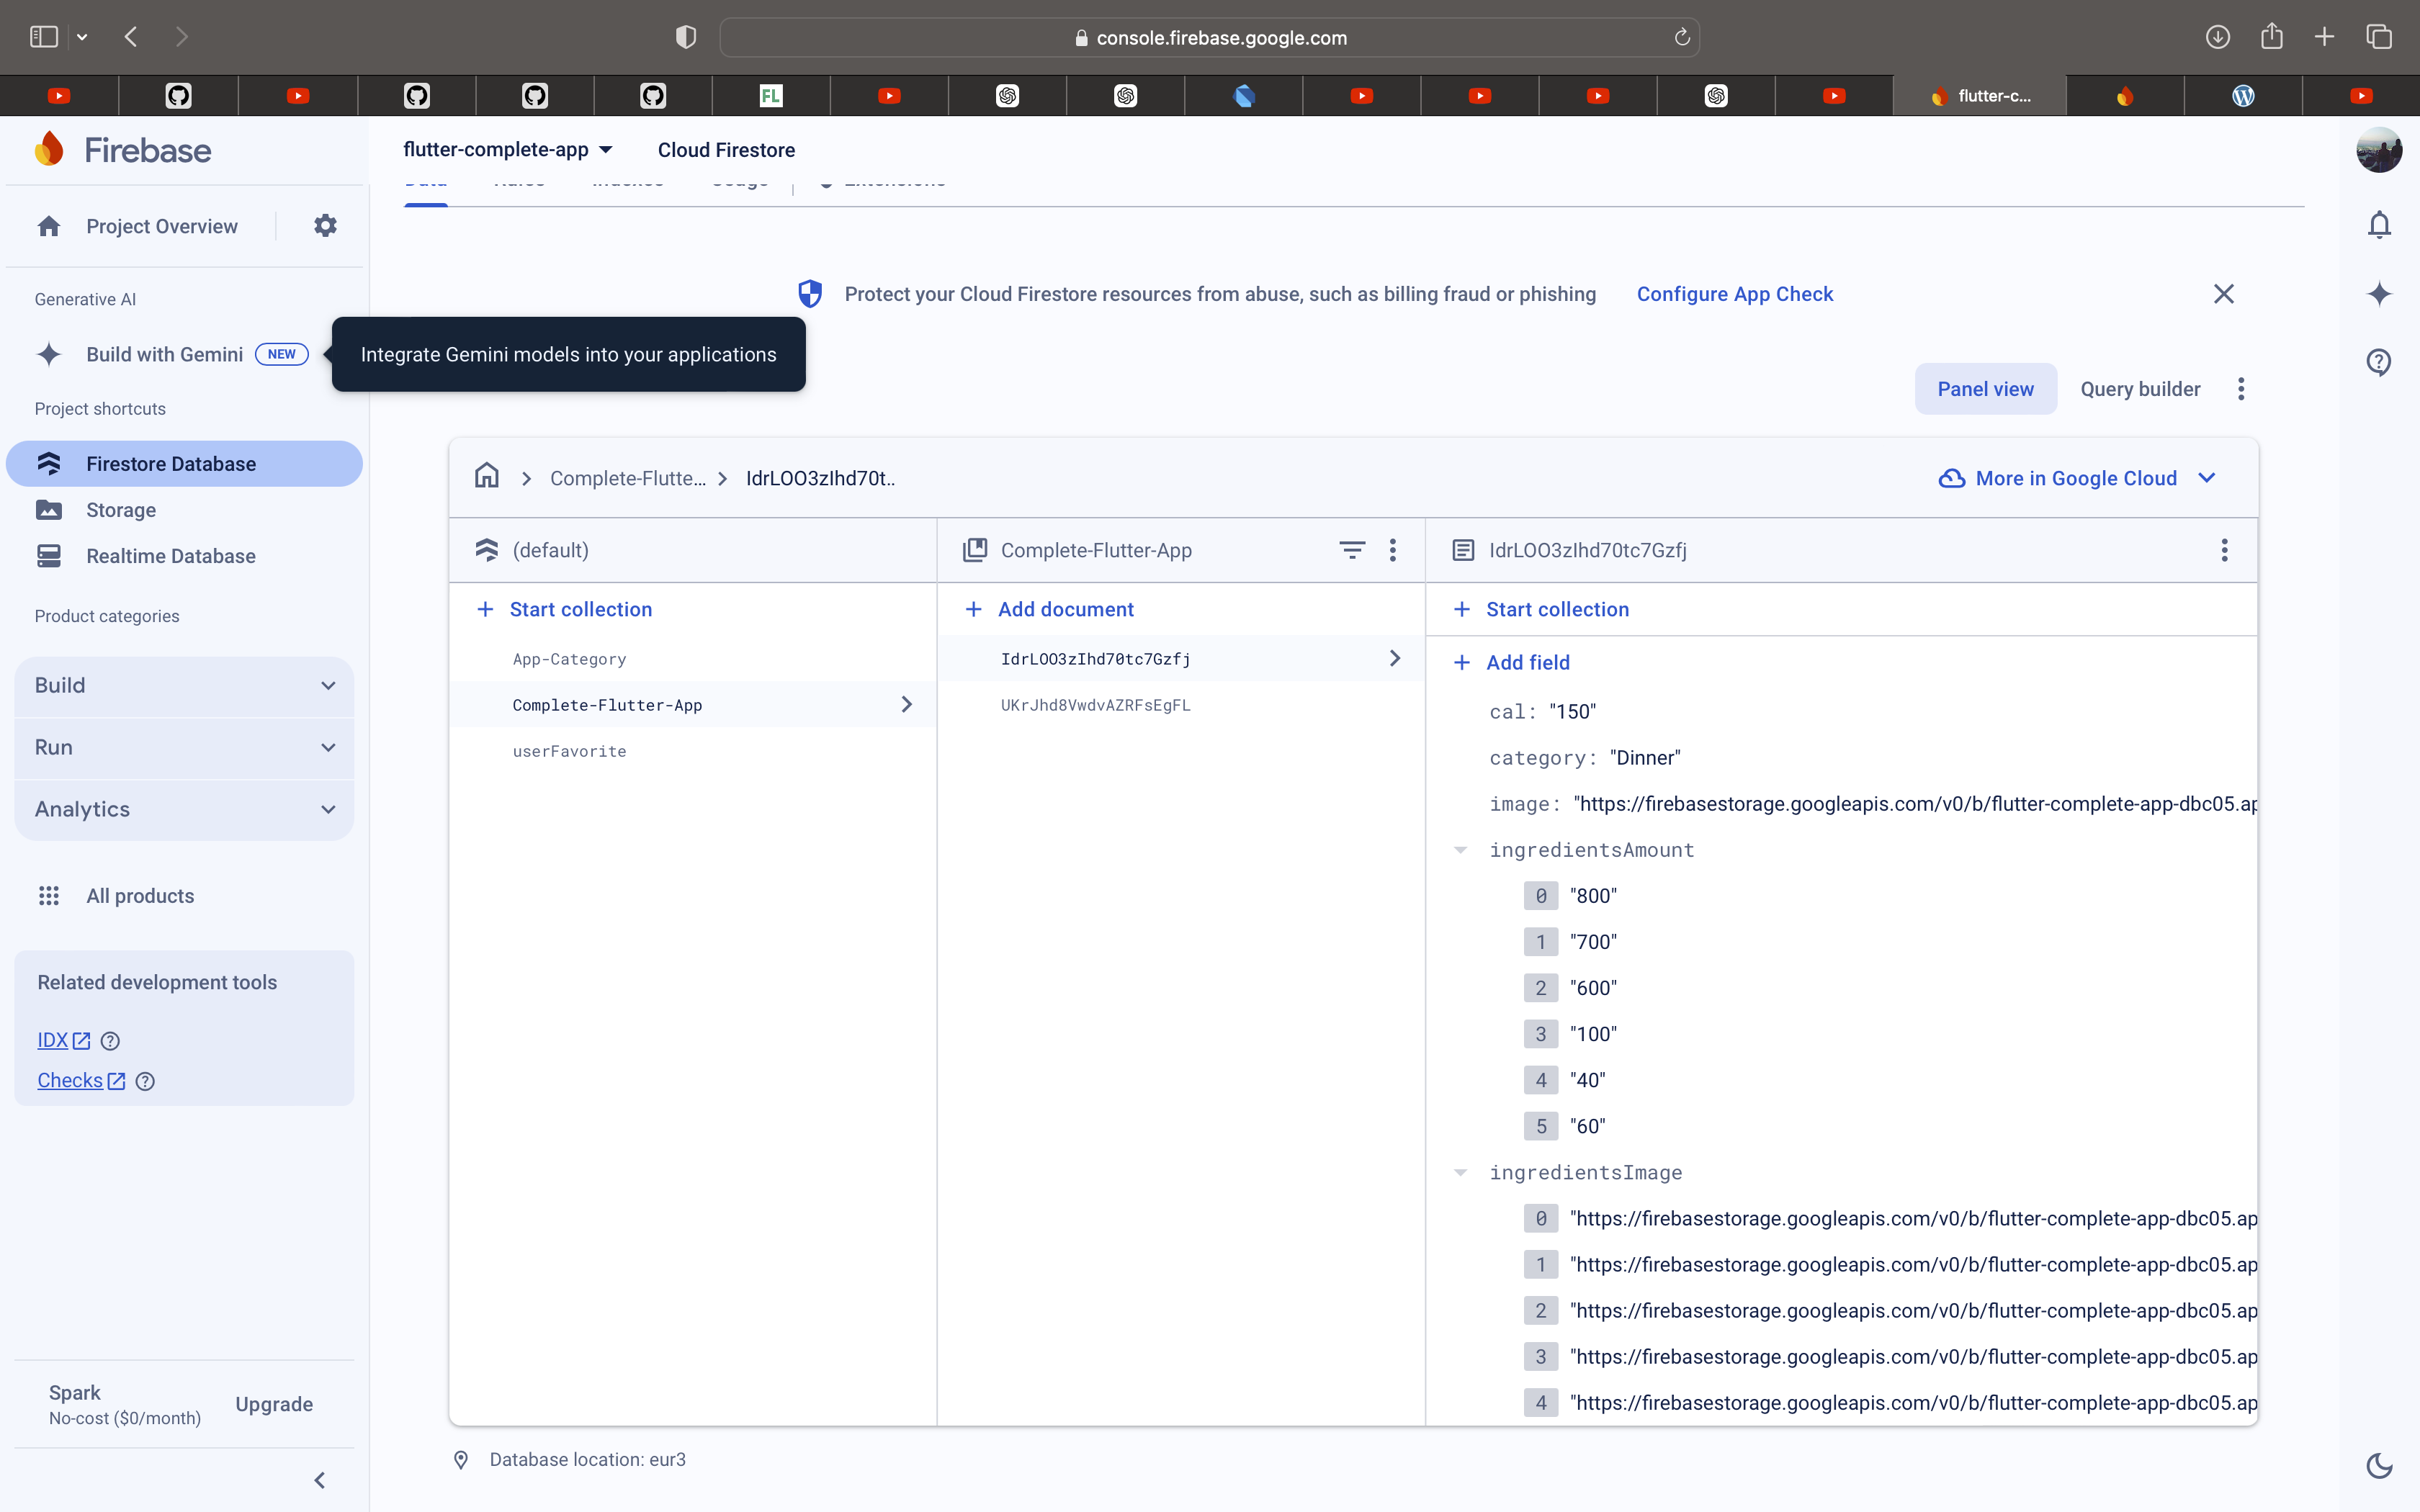 console.firebase.google.com
FL
flutter-c...
Firebase
flutter-complete-app
Cloud Firestore
Data Rules Indexes Usage Extensions
Project Overview
Generative AI
Protect your Cloud Firestore resources from abuse, such as billing fraud or phishing Configure App Check
Build with Gemini NEW
Integrate Gemini models into your applications
Project shortcuts
Panel view
Query builder
Firestore Database
Storage
Realtime Database
Product categories
Build
Run
Analytics
All products
Related development tools
IDX
Checks
Spark
No-cost ($0/month)
Upgrade
Complete-Flutte...
IdrLOO3zIhd70t..
More in Google Cloud
(default)
Start collection
App-Category
Complete-Flutter-App
userFavorite
Complete-Flutter-App
Add document
IdrLOO3zIhd70tc7Gzfj
UKrJhd8VwdvAZRFsEgFL
IdrLOO3zIhd70tc7Gzfj
Start collection
Add field
cal: "150"
category: "Dinner"
image: "https://firebasestorage.googleapis.com/v0/b/flutter-complete-app-dbc05.ap
ingredientsAmount
0 "800"
1 "700"
2 "600"
3 "100"
4 "40"
5 "60"
ingredientsImage
0 "https://firebasestorage.googleapis.com/v0/b/flutter-complete-app-dbc05.ap
1 "https://firebasestorage.googleapis.com/v0/b/flutter-complete-app-dbc05.ap
2 "https://firebasestorage.googleapis.com/v0/b/flutter-complete-app-dbc05.ap
3 "https://firebasestorage.googleapis.com/v0/b/flutter-complete-app-dbc05.ap
4 "https://firebasestorage.googleapis.com/v0/b/flutter-complete-app-dbc05.ap
Database location: eur3